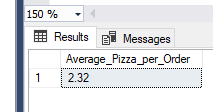 150 %
Results Messages
Average_Pizza_per_Order
1 2.32